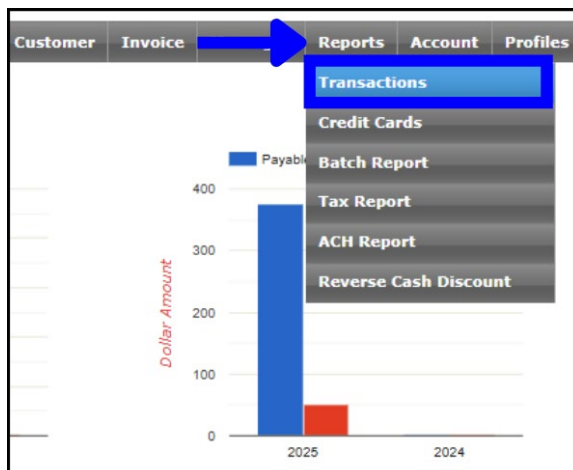 Customer Invoice Reports Account Profiles
Transactions
Credit Cards
Batch Report
Tax Report
ACH Report
Reverse Cash Discount
400
300
200
100
0
Dollar Amount
2025 2024